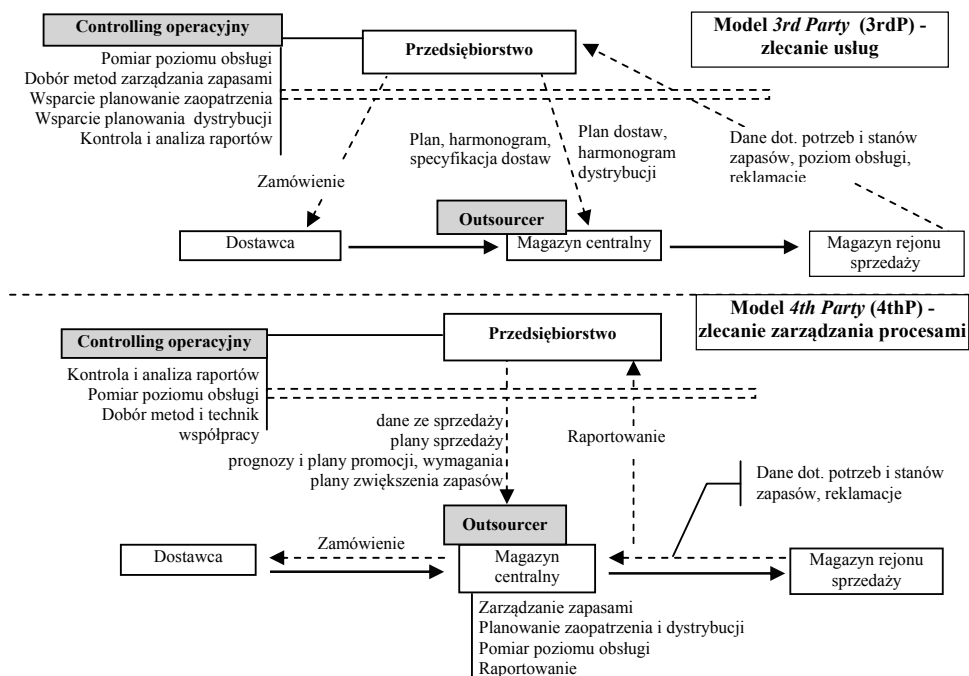 Controlling operacyjny
Przedsiębiorstwo
Model 3rd Party (3rdP) -
zlecanie usług
Pomiar poziomu obsługi
Dobór metod zarządzania zapasami
Wsparcie planowanie zaopatrzenia
Wsparcie planowania dystrybucji
Kontrola i analiza raportów
Plan, harmonogram,
specyfikacja dostaw
Plan dostaw,
harmonogram
dystrybucji
Dane dot. potrzeb i stanów
zapasów, poziom obsługi,
reklamacje
Zamówienie
Outsourcer
Dostawca
Magazyn centralny
Magazyn rejonu
sprzedaży
Model 4th Party (4thP) -
zlecanie zarządzania procesami
Przedsiębiorstwo
Controlling operacyjny
Kontrola i analiza raportów
Pomiar poziomu obsługi
Dobór metod i technik
współpracy
dane ze sprzedaży
plany sprzedaży
prognozy i plany promocji, wymagania
plany zwiększenia zapasów
Raportowanie
Dane dot. potrzeb i stanów
zapasów, reklamacje
Outsourcer
Dostawca
Zamówienie
Magazyn
centralny
Magazyn rejonu
sprzedaży
Zarządzanie zapasami
Planowanie zaopatrzenia i dystrybucji
Pomiar poziomu obsługi
Raportowanie